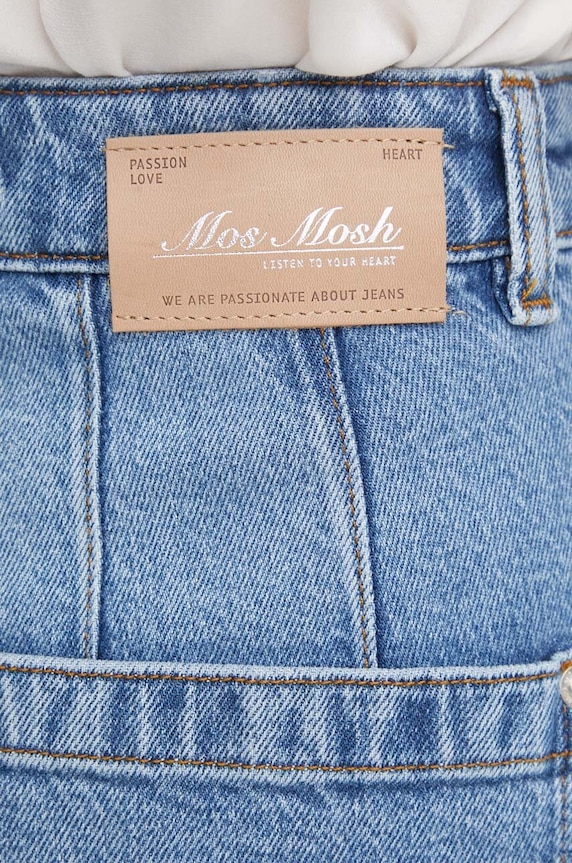 PASSION HEART
LOVE
Mos Mosh
LISTEN TO YOUR HEART
WE ARE PASSIONATE ABOUT JEANS